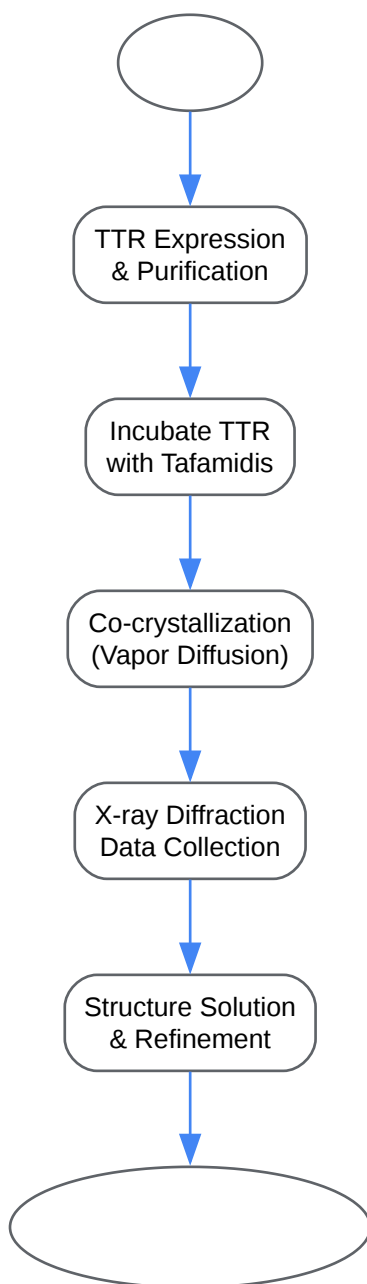 TTR Expression
& Purification
Incubate TTR
with Tafamidis
Co-crystallization
(Vapor Diffusion)
X-ray Diffraction
Data Collection
Structure Solution
& Refinement